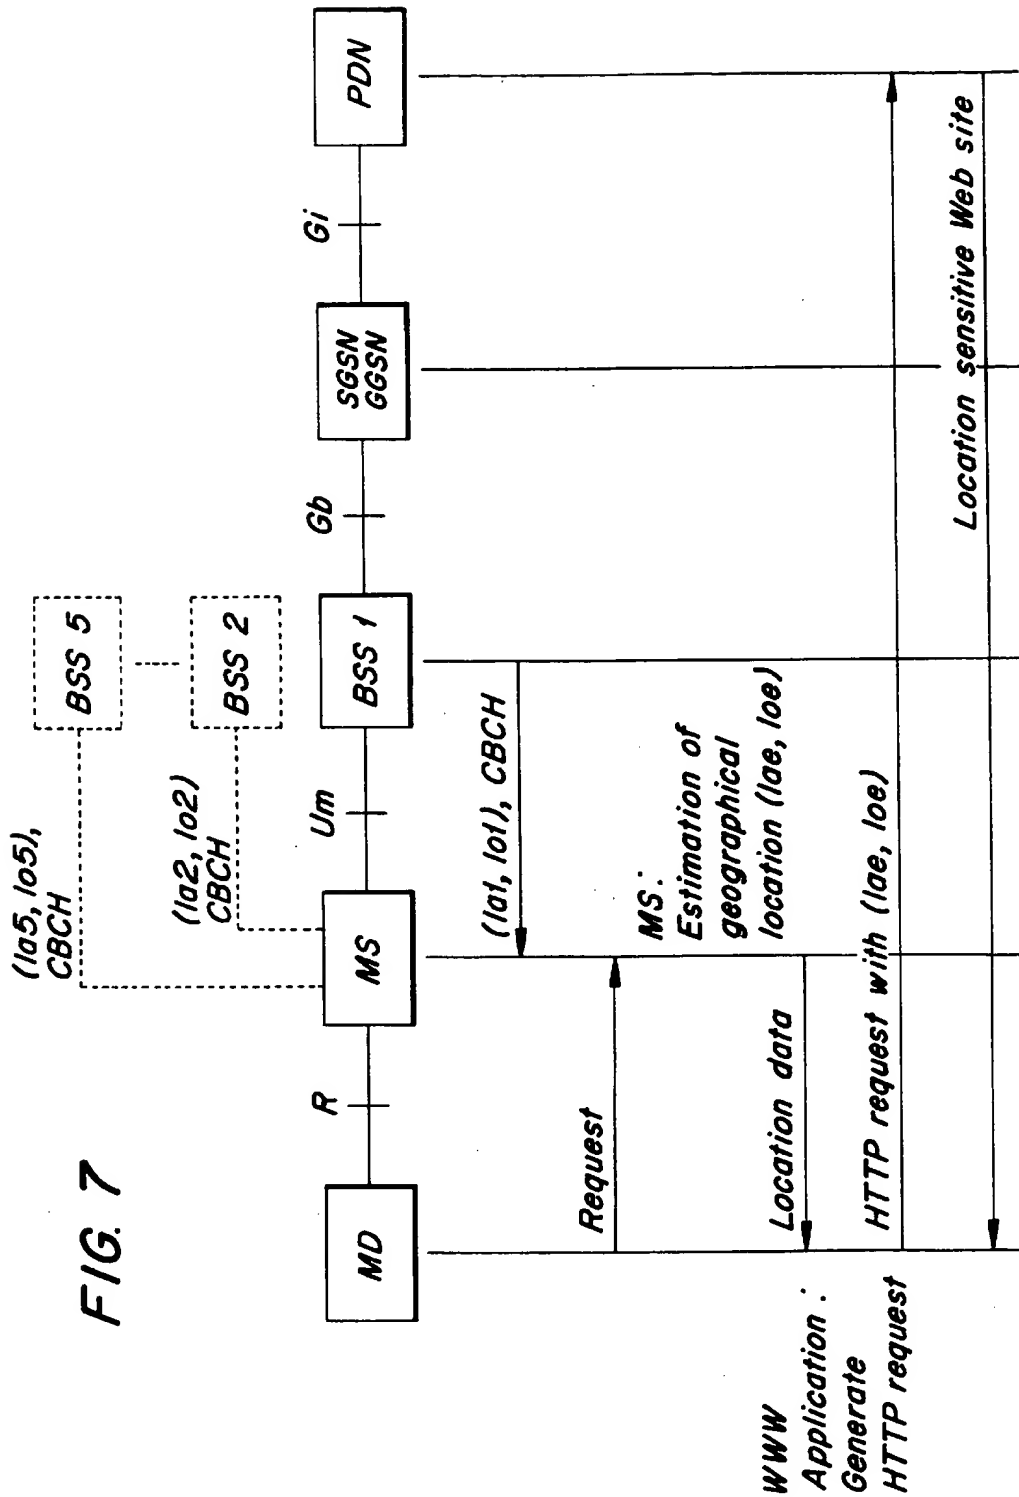 FIG. 7
(la5, lo5),
CBCH
BSS 5
(la2, lo2)
CBCH
BSS 2
MD
R
MS
Um
BSS 1
Gb
SGSN
GGSN
Gi
PDN
(la1, lo1), CBCH
Request
MS:
Estimation of
geographical
location (lae, loe)
Location data
WWW
Application :
Generate
HTTP request
HTTP request with (lae, loe)
Location sensitive Web site